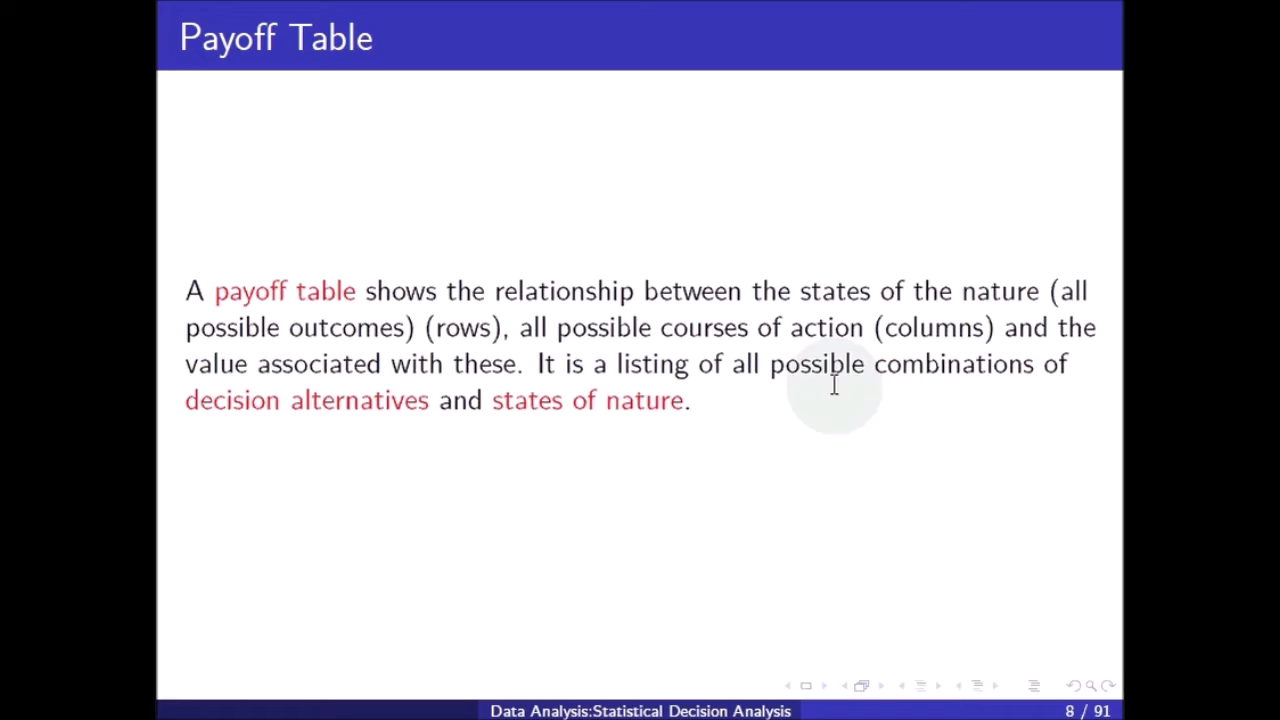 Payoff Table
A payoff table shows the relationship between the states of the nature (all
possible outcomes) (rows), all possible courses of action (columns) and the
value associated with these. It is a listing of all possible combinations of
decision alternatives and states of nature.
Data Analysis:Statistical Decision Analysis
8 / 91